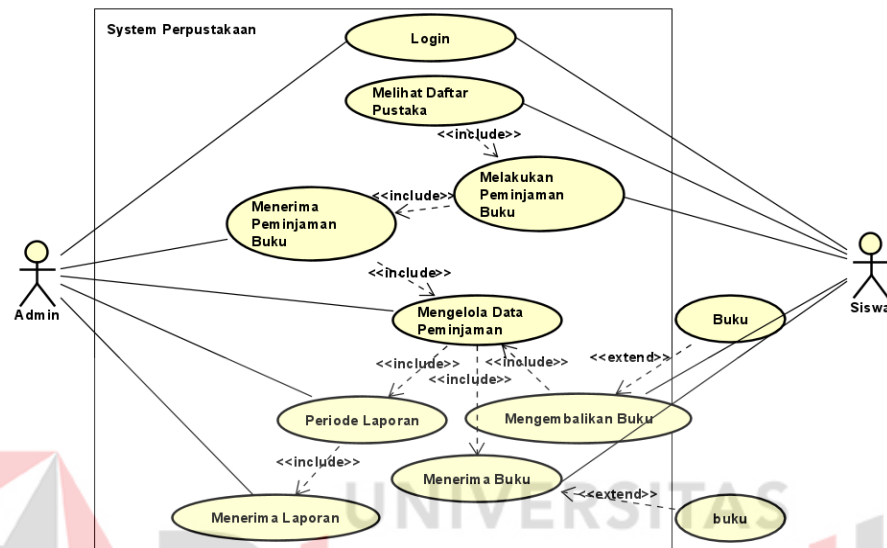 System Perpustakaan
Login
Melihat Daftar
Pustaka
<<include>>
Melakukan
Peminjaman
Buku
<<include>>
Menerima
Peminjaman
Buku
<<include>>
Admin
Siswa
Mengelola Data
Peminjaman
Buku
<<include>>
<<include>>
<<extend>>
<<include>>
Periode Laporan
Mengembalikan Buku
<<include>>
Menerima Buku
<<extend>>
UNIVERSITAS
Menerima Laporan
buku